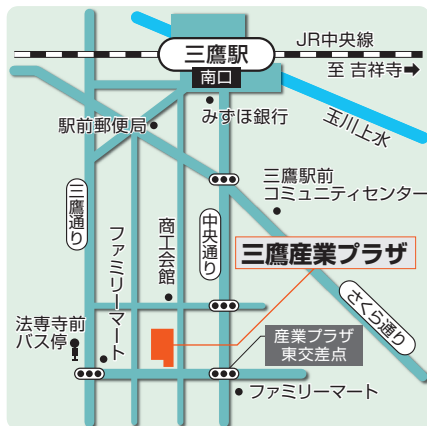 三鷹駅
南口
JR中央線
至 吉祥寺➡
みずほ銀行
玉川上水
駅前郵便局
三鷹駅前
コミュニティセンター
三鷹通り
ファミリーマート
商工会館
中央通り
三鷹産業プラザ
さくら通り
法専寺前
バス停
産業プラザ
東交差点
ファミリーマート